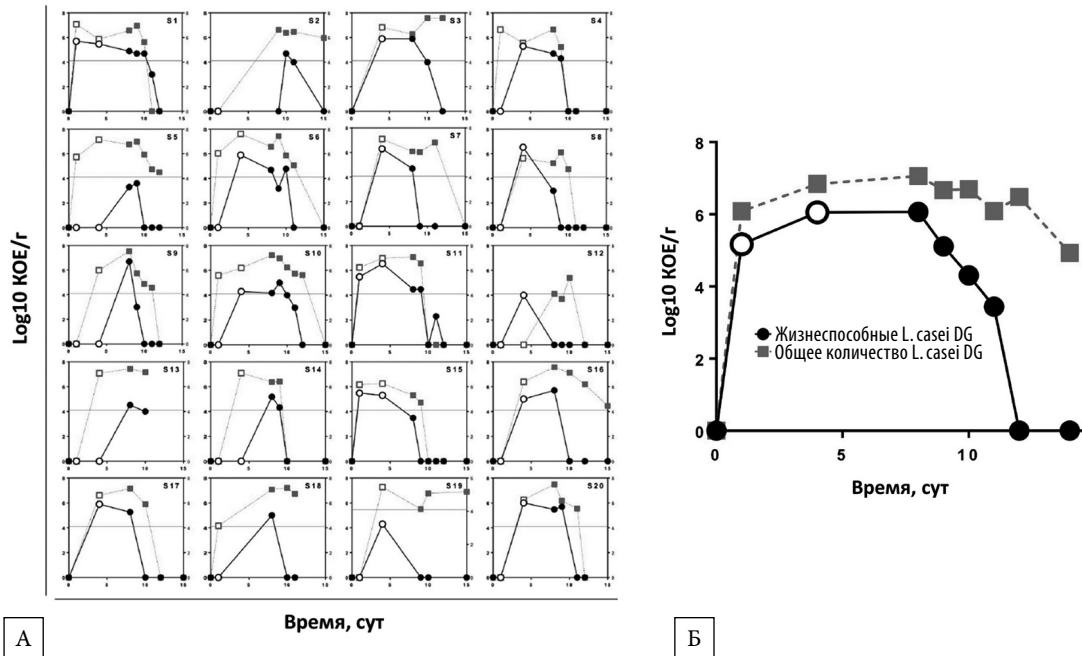 Log10 КОЕ/г
S1
S2
S3
S4
S5
S6
S7
S8
S9
S10
S11
S12
S13
S14
S15
S16
S17
S18
S19
S20
Время, сут
А
Log10 КОЕ/г
8
6
4
2
0
0 5 10
Жизнеспособные L. casei DG
Общее количество L. casei DG
Время, сут
Б